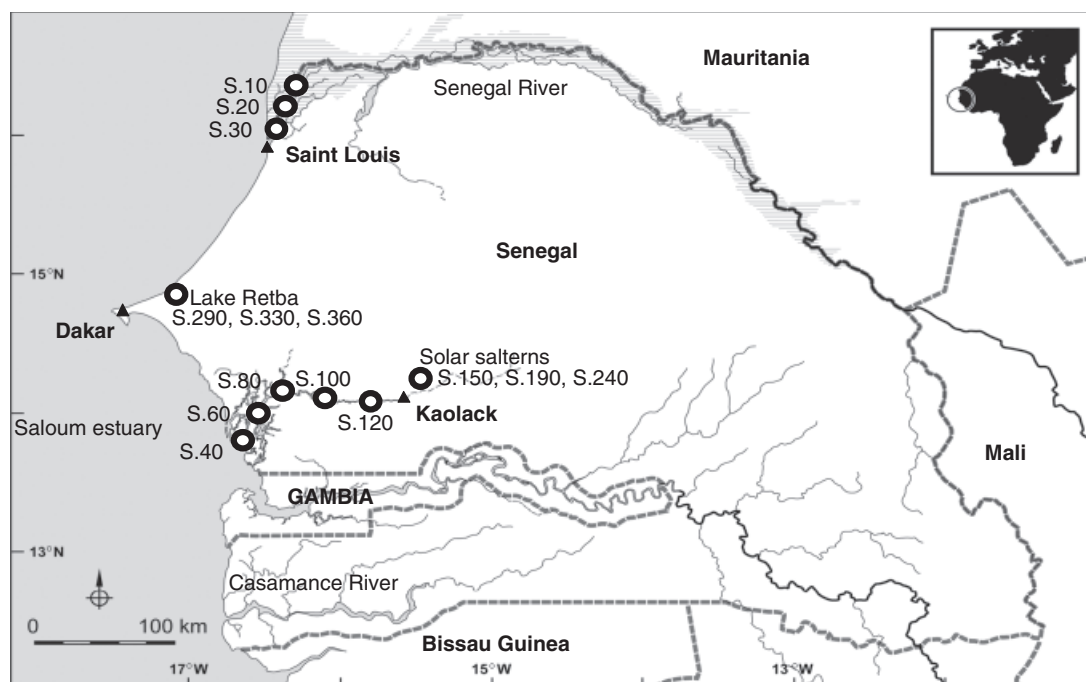 Mauritania
S.10
Senegal River
S.20
S.30
Saint Louis
Senegal
15°N
Lake Retba
S.290, S.330, S.360
Dakar
Solar salterns
S.80
S.100
S.150, S.190, S.240
S.60
Kaolack
S.120
Saloum estuary
S.40
Mali
GAMBIA
13°N
Casamance River
0 100 km
Bissau Guinea
17°W
15°W
13°W